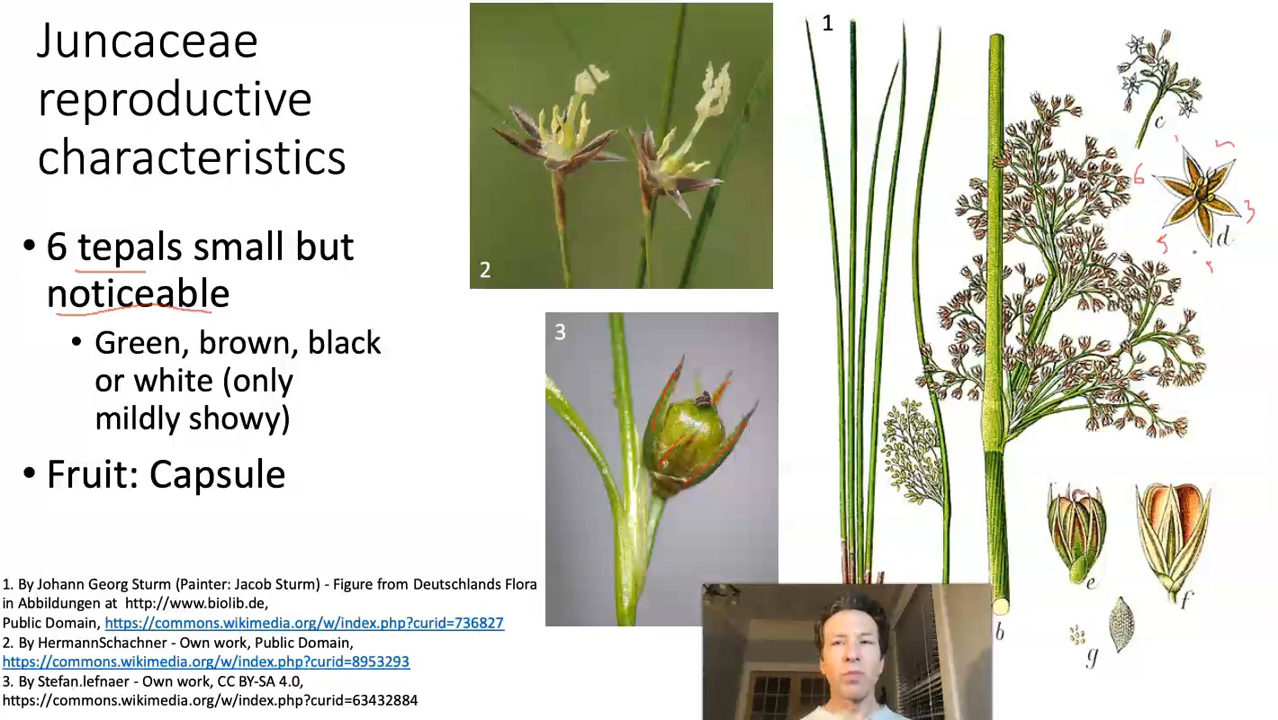 Juncaceae
reproductive
characteristics
• 6 tepals small but
noticeable
• Green, brown, black
or white (only
mildly showy)
• Fruit: Capsule
1. By Johann Georg Sturm (Painter: Jacob Sturm) - Figure from Deutschlands Flora
in Abbildungen at http://www.biolib.de,
Public Domain, https://commons.wikimedia.org/w/index.php?curid=736827
2. By HermannSchachner - Own work, Public Domain,
https://commons.wikimedia.org/w/index.php?curid=8953293
3. By Stefan.lefnaer - Own work, CC BY-SA 4.0,
https://commons.wikimedia.org/w/index.php?curid=63432884
2
3
1
c
6
3
5
d
e
f
b
g